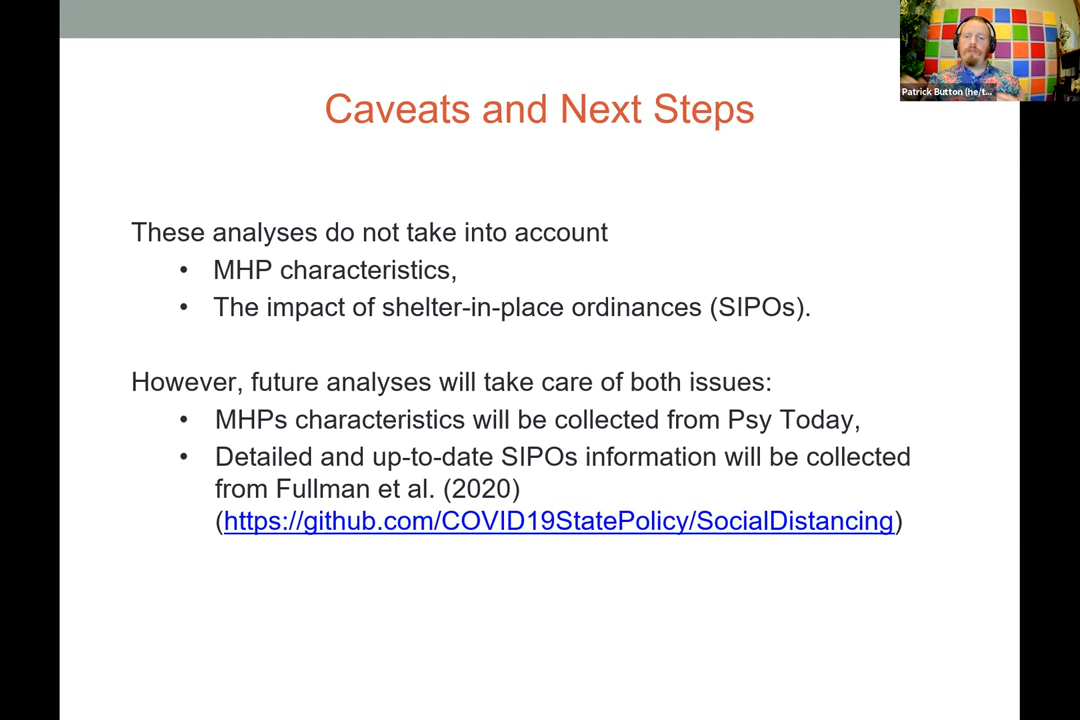 Patrick Button (he/t...
Caveats and Next Steps
These analyses do not take into account
• MHP characteristics,
• The impact of shelter-in-place ordinances (SIPOs).
However, future analyses will take care of both issues:
• MHPs characteristics will be collected from Psy Today,
• Detailed and up-to-date SIPOs information will be collected
from Fullman et al. (2020)
(https://github.com/COVID19StatePolicy/SocialDistancing)